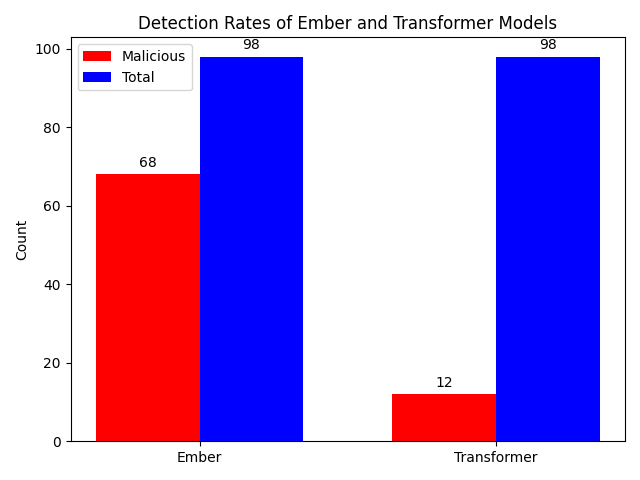 Detection Rates of Ember and Transformer Models
Malicious
Total
98
98
68
12
100
80
60
40
20
0
Count
Ember
Transformer